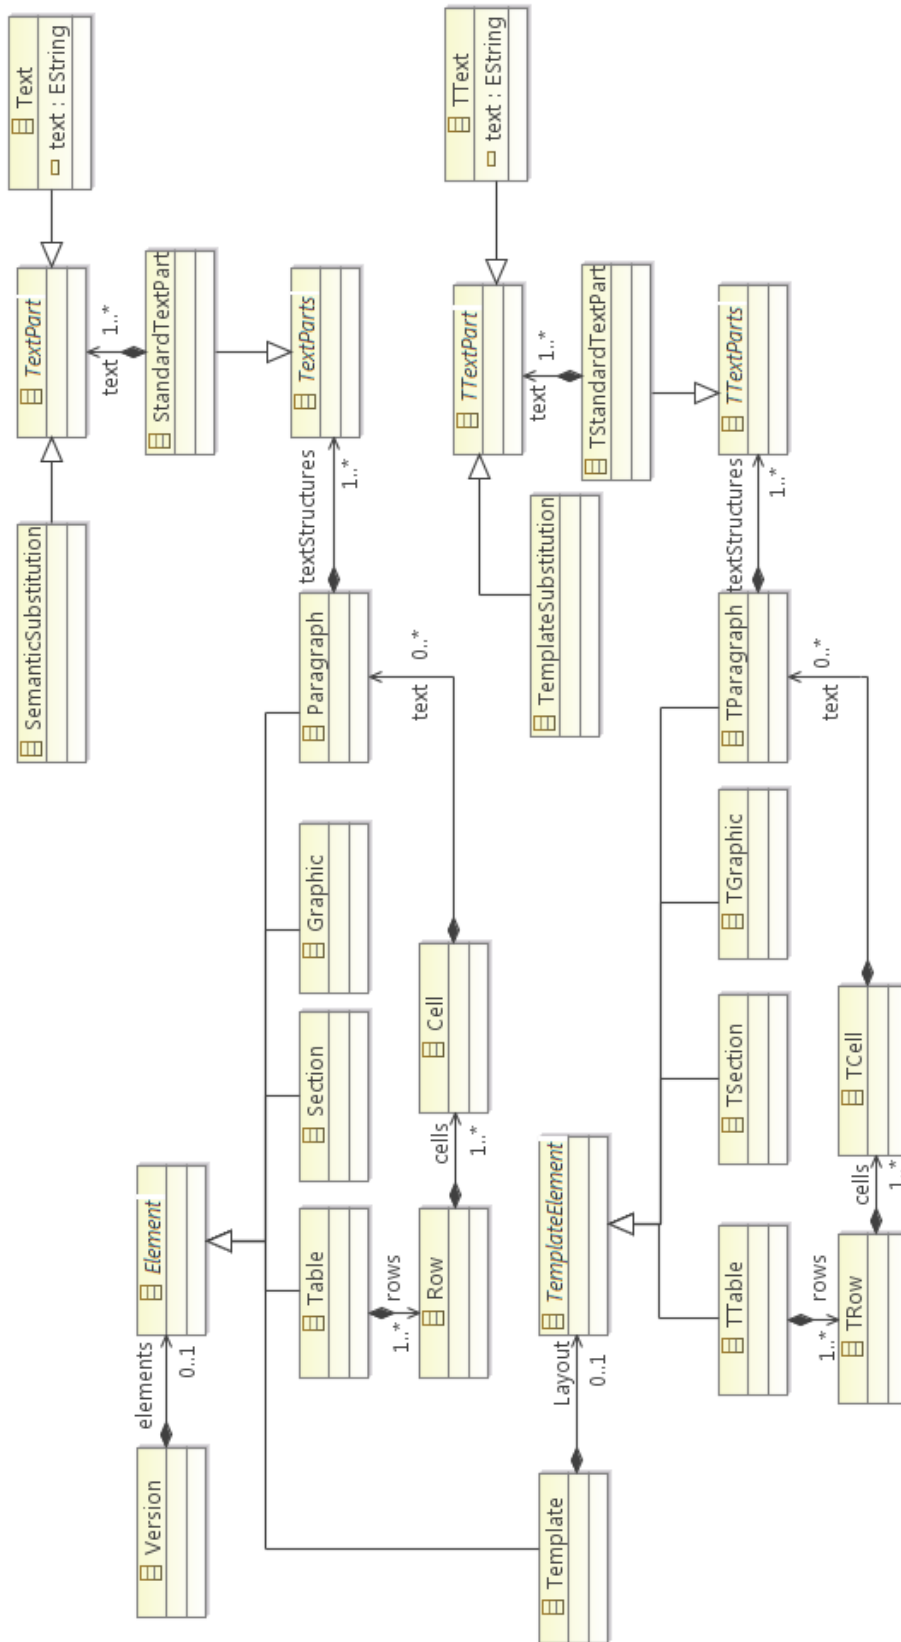 Version
elements
0..1
Element
Table
Section
Graphic
Paragraph
rows
1..*
Row
cells
1..*
Cell
text
0..*
textStructures
1..*
TextParts
StandardTextPart
text
1..*
TextPart
SemanticSubstitution
Text
text : EString
Template
Layout
0..1
TemplateElement
TTable
TSection
TGraphic
TParagraph
rows
1..*
TRow
cells
1..*
TCell
text
0..*
textStructures
1..*
TTextParts
TStandardTextPart
text
1..*
TTextPart
TemplateSubstitution
TText
text : EString